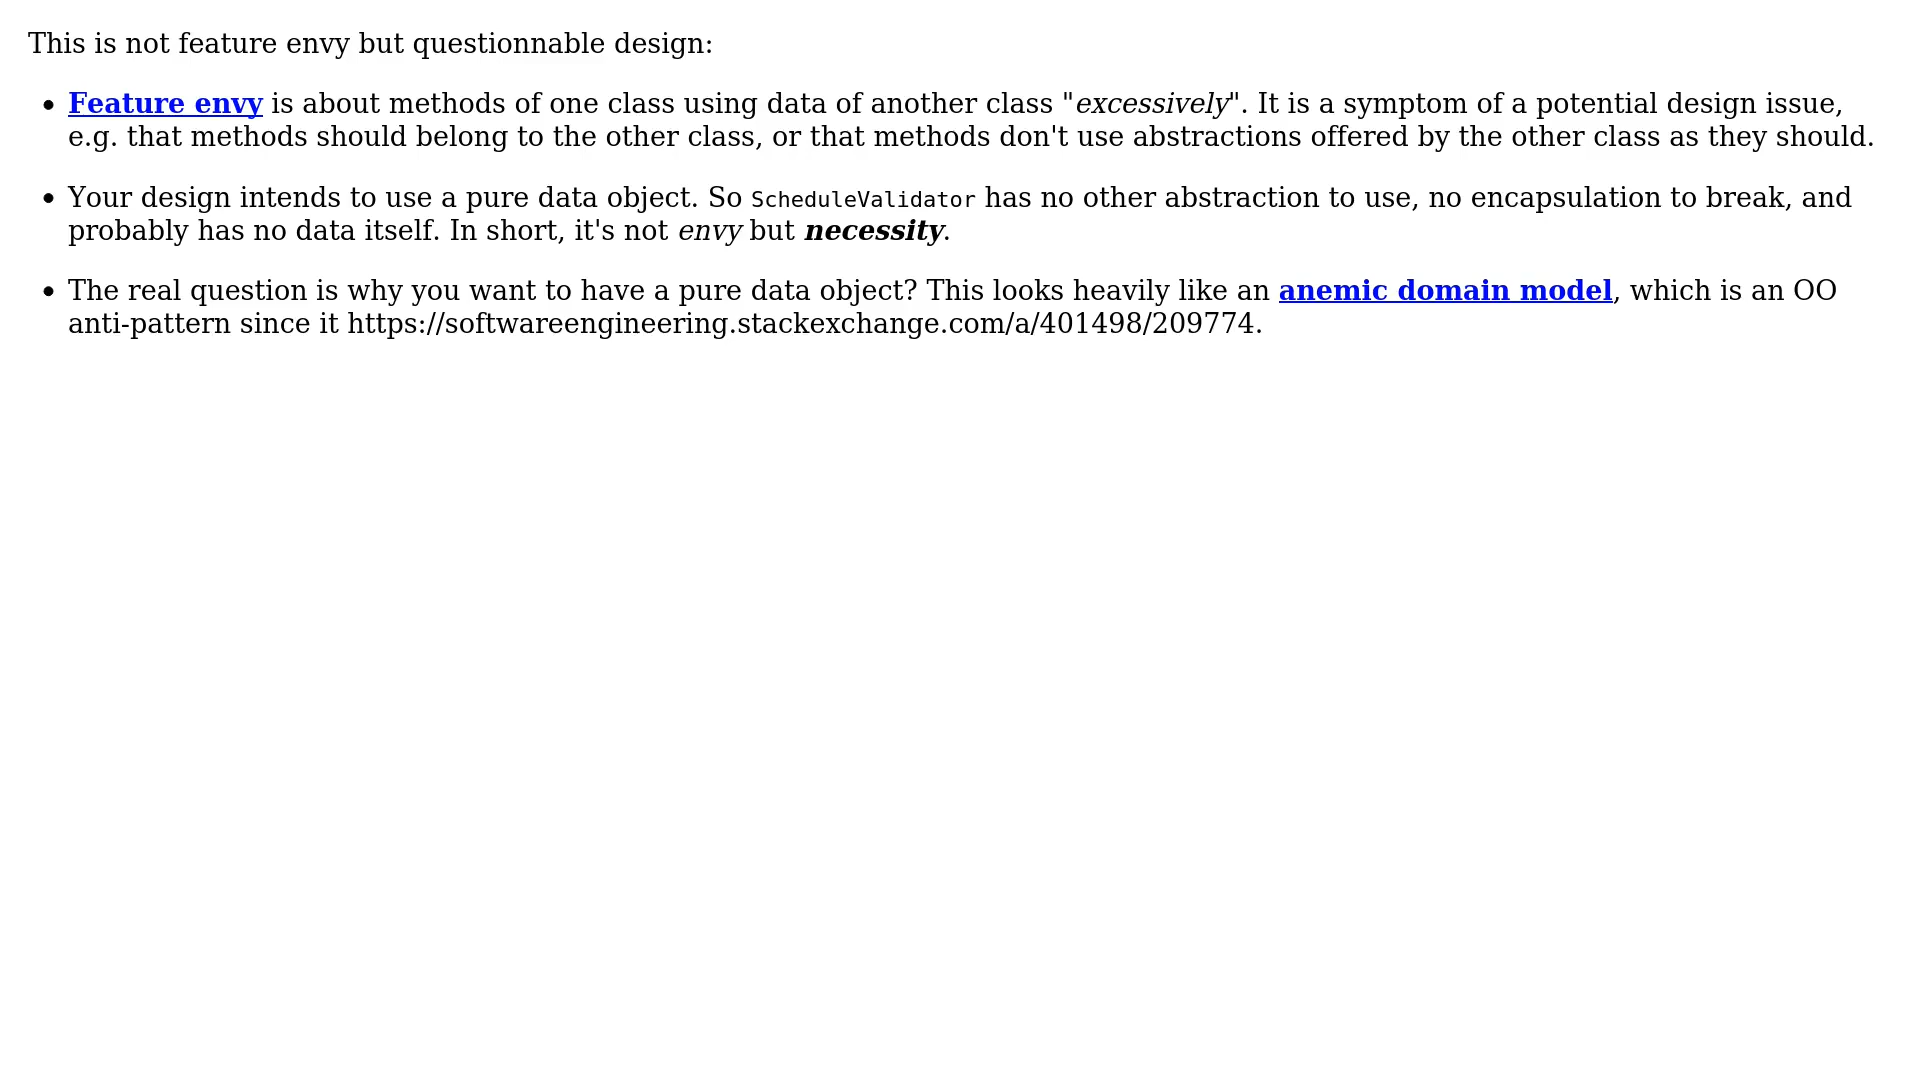 This is not feature envy but questionnable design:
• Feature envy is about methods of one class using data of another class "excessively". It is a symptom of a potential design issue,
e.g. that methods should belong to the other class, or that methods don't use abstractions offered by the other class as they should.
• Your design intends to use a pure data object. So ScheduleValidator has no other abstraction to use, no encapsulation to break, and
probably has no data itself. In short, it's not envy but necessity.
• The real question is why you want to have a pure data object? This looks heavily like an anemic domain model, which is an OO
anti-pattern since it https://softwareengineering.stackexchange.com/a/401498/209774.